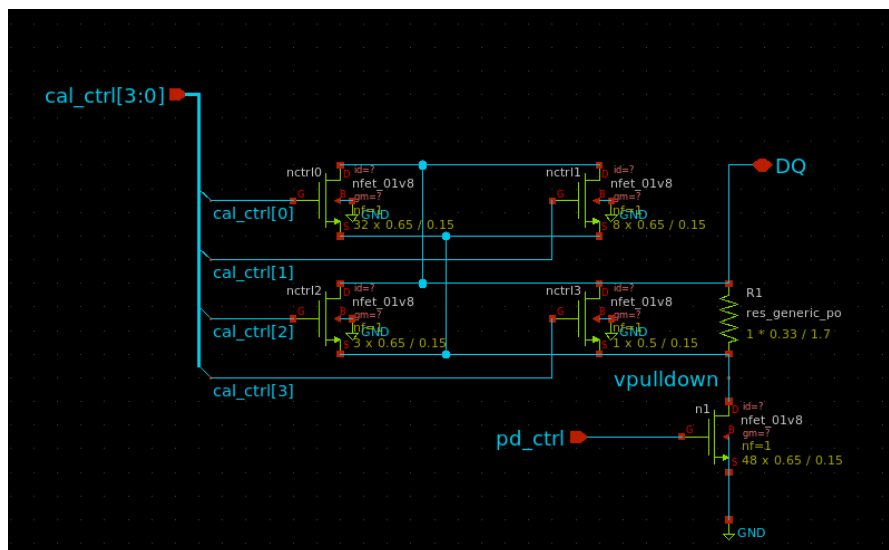 cal_ctrl[3:0]
nctrl0
D
id=?
nfet_01v8
G
B
gm=?
nf=1
GND
S
32 x 0.65 / 0.15
cal_ctrl[0]
nctrl1
D
id=?
nfet_01v8
G
B
gm=?
nf=1
GND
S
8 x 0.65 / 0.15
cal_ctrl[1]
DQ
nctrl2
D
id=?
nfet_01v8
G
B
gm=?
nf=1
GND
S
3 x 0.65 / 0.15
cal_ctrl[2]
nctrl3
D
id=?
nfet_01v8
G
B
gm=?
nf=1
GND
S
1 x 0.5 / 0.15
cal_ctrl[3]
R1
res_generic_po
1 * 0.33 / 1.7
vpulldown
n1
D
id=?
nfet_01v8
pd_ctrl
G
B
gm=?
nf=1
S
48 x 0.65 / 0.15
GND